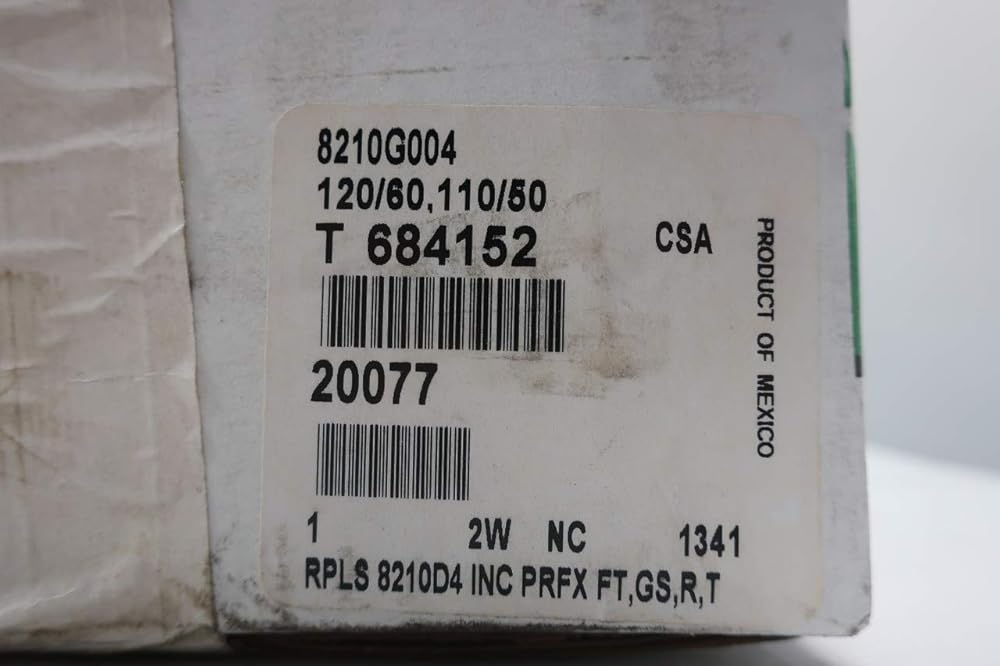 8210G004
120/60,110/50
T 684152
CSA
20077
1 2W NC 1341
RPLS 8210D4 INC PRFX FT,GS,R,T
PRODUCT OF MEXICO